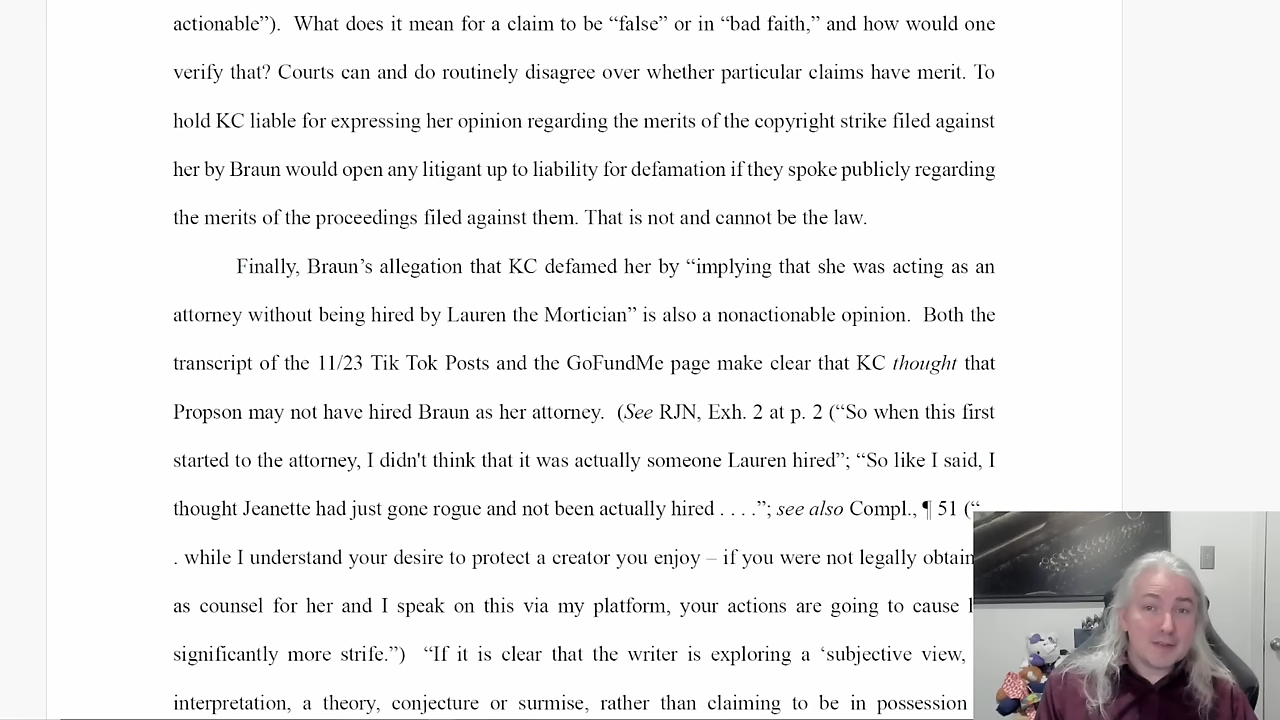 actionable”). What does it mean for a claim to be “false” or in “bad faith,” and how would one
verify that? Courts can and do routinely disagree over whether particular claims have merit. To
hold KC liable for expressing her opinion regarding the merits of the copyright strike filed against
her by Braun would open any litigant up to liability for defamation if they spoke publicly regarding
the merits of the proceedings filed against them. That is not and cannot be the law.
Finally, Braun’s allegation that KC defamed her by “implying that she was acting as an
attorney without being hired by Lauren the Mortician” is also a nonactionable opinion. Both the
transcript of the 11/23 Tik Tok Posts and the GoFundMe page make clear that KC thought that
Propson may not have hired Braun as her attorney. (See RJN, Exh. 2 at p. 2 (“So when this first
started to the attorney, I didn't think that it was actually someone Lauren hired”; “So like I said, I
thought Jeanette had just gone rogue and not been actually hired . . . .”; see also Compl., ¶ 51 (“
. while I understand your desire to protect a creator you enjoy – if you were not legally
as counsel for her and I speak on this via my platform, your actions are going to cause
significantly more strife.”) “If it is clear that the writer is exploring a ‘subjective view,
interpretation, a theory, conjecture or surmise, rather than claiming to be in possession